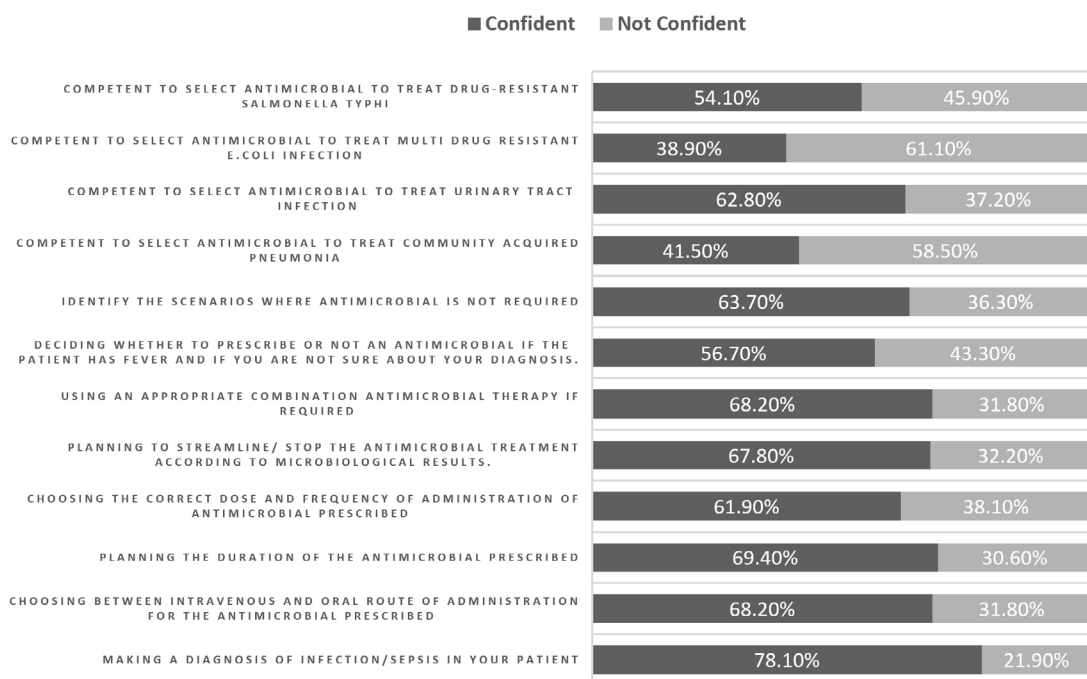 Confident Not Confident
COMPETENT TO SELECT ANTIMICROBIAL TO TREAT DRUG-RESISTANT
SALMONELLA TYPHI
54.10% 45.90%
COMPETENT TO SELECT ANTIMICROBIAL TO TREAT MULTI DRUG RESISTANT
E.COLI INFECTION
38.90% 61.10%
COMPETENT TO SELECT ANTIMICROBIAL TO TREAT URINARY TRACT
INFECTION
62.80% 37.20%
COMPETENT TO SELECT ANTIMICROBIAL TO TREAT COMMUNITY ACQUIRED
PNEUMONIA
41.50% 58.50%
IDENTIFY THE SCENARIOS WHERE ANTIMICROBIAL IS NOT REQUIRED
63.70% 36.30%
DECIDING WHETHER TO PRESCRIBE OR NOT AN ANTIMICROBIAL IF THE
PATIENT HAS FEVER AND IF YOU ARE NOT SURE ABOUT YOUR DIAGNOSIS.
56.70% 43.30%
USING AN APPROPRIATE COMBINATION ANTIMICROBIAL THERAPY IF
REQUIRED
68.20% 31.80%
PLANNING TO STREAMLINE/ STOP THE ANTIMICROBIAL TREATMENT
ACCORDING TO MICROBIOLOGICAL RESULTS.
67.80% 32.20%
CHOOSING THE CORRECT DOSE AND FREQUENCY OF ADMINISTRATION OF
ANTIMICROBIAL PRESCRIBED
61.90% 38.10%
PLANNING THE DURATION OF THE ANTIMICROBIAL PRESCRIBED
69.40% 30.60%
CHOOSING BETWEEN INTRAVENOUS AND ORAL ROUTE OF ADMINISTRATION
FOR THE ANTIMICROBIAL PRESCRIBED
68.20% 31.80%
MAKING A DIAGNOSIS OF INFECTION/SEPSIS IN YOUR PATIENT
78.10% 21.90%